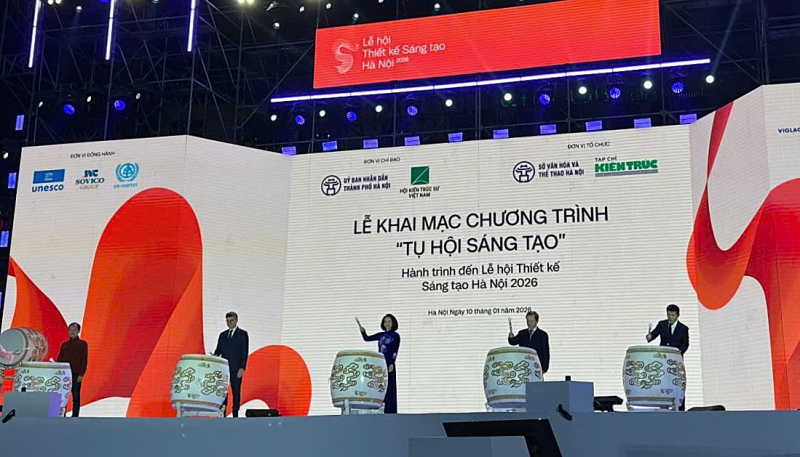 Lễ hội
Thiết kế Sáng tạo
Hà Nội 2026
ĐƠN VỊ ĐỒNG HÀNH
unesco
SVC
SOVICO
GROUP
UN-HABITAT
ĐƠN VỊ CHỈ ĐẠO
ỦY BAN NHÂN DÂN
THÀNH PHỐ HÀ NỘI
HỘI KIẾN TRÚC SƯ
VIỆT NAM
ĐƠN VỊ TỔ CHỨC
SỞ VĂN HÓA VÀ
THỂ THAO HÀ NỘI
TẠP CHÍ
KIẾN TRÚC
LỄ KHAI MẠC CHƯƠNG TRÌNH
“TỤ HỘI SÁNG TẠO”
Hành trình đến Lễ hội Thiết kế
Sáng tạo Hà Nội 2026
Hà Nội Ngày 10 tháng 01 năm 2026